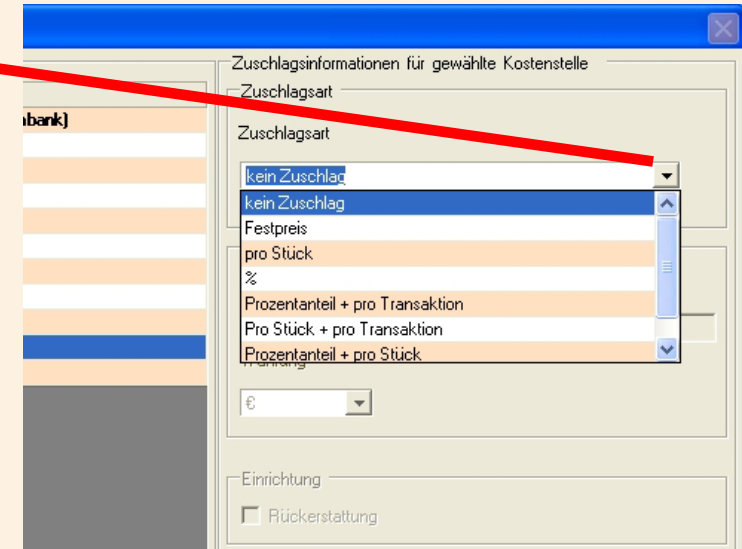 Zuschlagsinformationen für gewählte Kostenstelle
Zuschlagsart
Zuschlagsart
kein Zuschlag
kein Zuschlag
Festpreis
pro Stück
%
Prozentanteil + pro Transaktion
Pro Stück + pro Transaktion
Prozentanteil + pro Stück
€
Einrichtung
Rückerstattung
nbank)